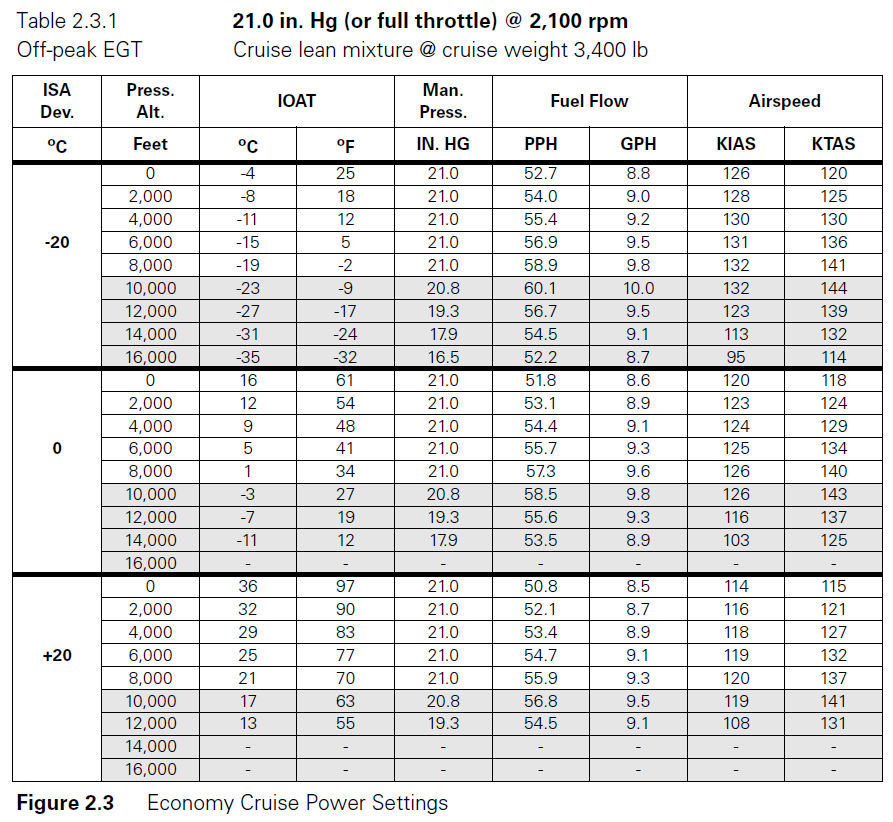 Table 2.3.1 21.0 in. Hg (or full throttle) @ 2,100 rpm
Off-peak EGT Cruise lean mixture @ cruise weight 3,400 lb
ISA Dev. Press. Alt. IOAT Man. Press. Fuel Flow Airspeed
ºC Feet ºC ºF IN. HG PPH GPH KIAS KTAS
0 -4 25 21.0 52.7 8.8 126 120
2,000 -8 18 21.0 54.0 9.0 128 125
4,000 -11 12 21.0 55.4 9.2 130 130
-20 6,000 -15 5 21.0 56.9 9.5 131 136
8,000 -19 -2 21.0 58.9 9.8 132 141
10,000 -23 -9 20.8 60.1 10.0 132 144
12,000 -27 -17 19.3 56.7 9.5 123 139
14,000 -31 -24 17.9 54.5 9.1 113 132
16,000 -35 -32 16.5 52.2 8.7 95 114
0 16 61 21.0 51.8 8.6 120 118
2,000 12 54 21.0 53.1 8.9 123 124
4,000 9 48 21.0 54.4 9.1 124 129
0 6,000 5 41 21.0 55.7 9.3 125 134
8,000 1 34 21.0 57.3 9.6 126 140
10,000 -3 27 20.8 58.5 9.8 126 143
12,000 -7 19 19.3 55.6 9.3 116 137
14,000 -11 12 17.9 53.5 8.9 103 125
16,000 - - - - - - -
0 36 97 21.0 50.8 8.5 114 115
2,000 32 90 21.0 52.1 8.7 116 121
4,000 29 83 21.0 53.4 8.9 118 127
+20 6,000 25 77 21.0 54.7 9.1 119 132
8,000 21 70 21.0 55.9 9.3 120 137
10,000 17 63 20.8 56.8 9.5 119 141
12,000 13 55 19.3 54.5 9.1 108 131
14,000 - - - - - - -
16,000 - - - - - - -
Figure 2.3 Economy Cruise Power Settings